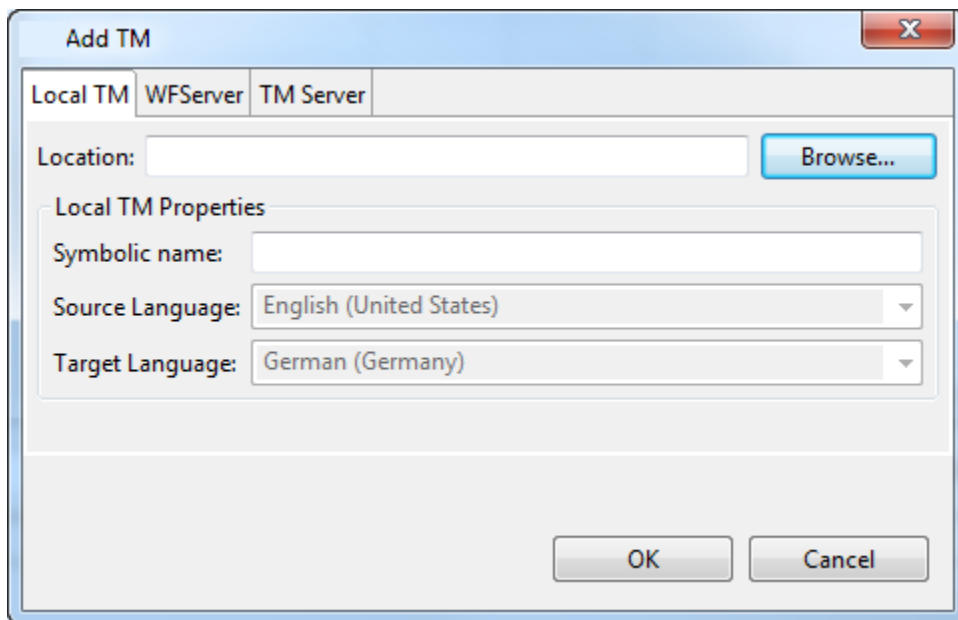 Add TM
Local TM WFServer TM Server
Location: Browse...
Local TM Properties
Symbolic name:
Source Language: English (United States)
Target Language: German (Germany)
OK Cancel